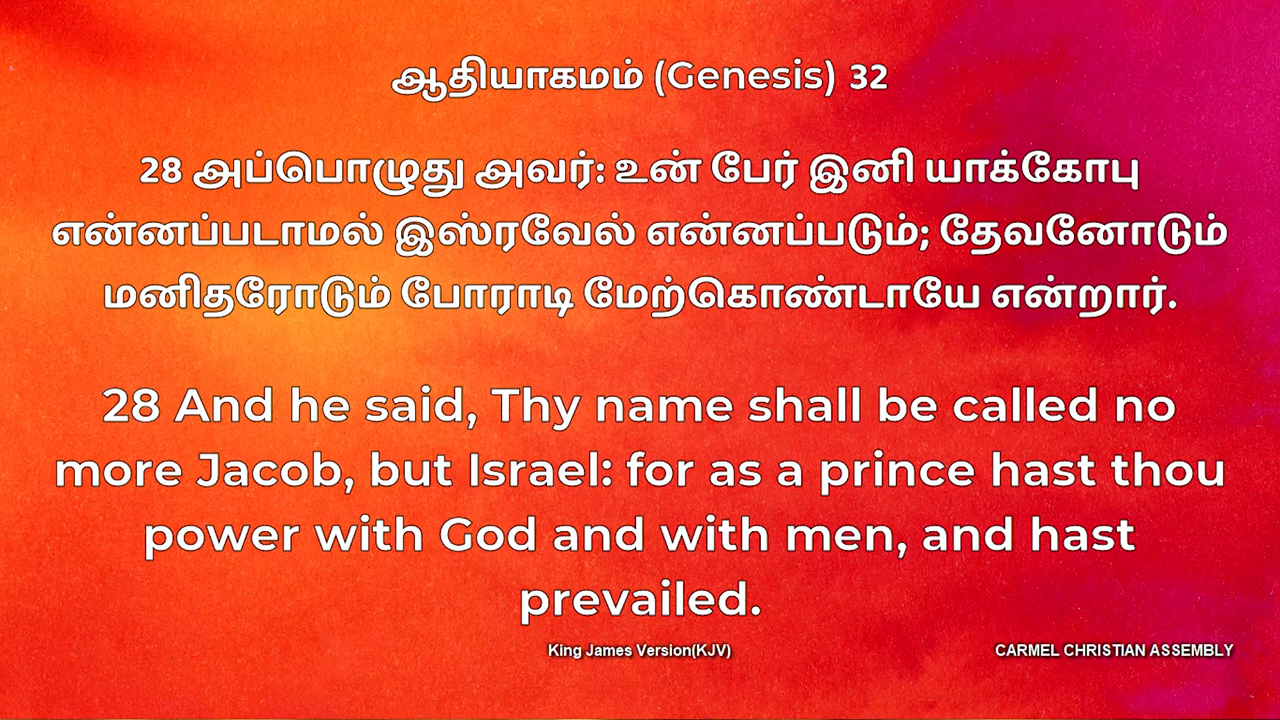 ஆதியாகமம் (Genesis) 32
28 அப்பொழுது அவர்: உன் பேர் இனி யாக்கோபு
என்னப்படாமல் இஸ்ரவேல் என்னப்படும்; தேவனோடும்
மனிதரோடும் போராடி மேற்கொண்டாயே என்றார்.
28 And he said, Thy name shall be called no
more Jacob, but Israel: for as a prince hast thou
power with God and with men, and hast
prevailed.
King James Version(KJV)
CARMEL CHRISTIAN ASSEMBLY